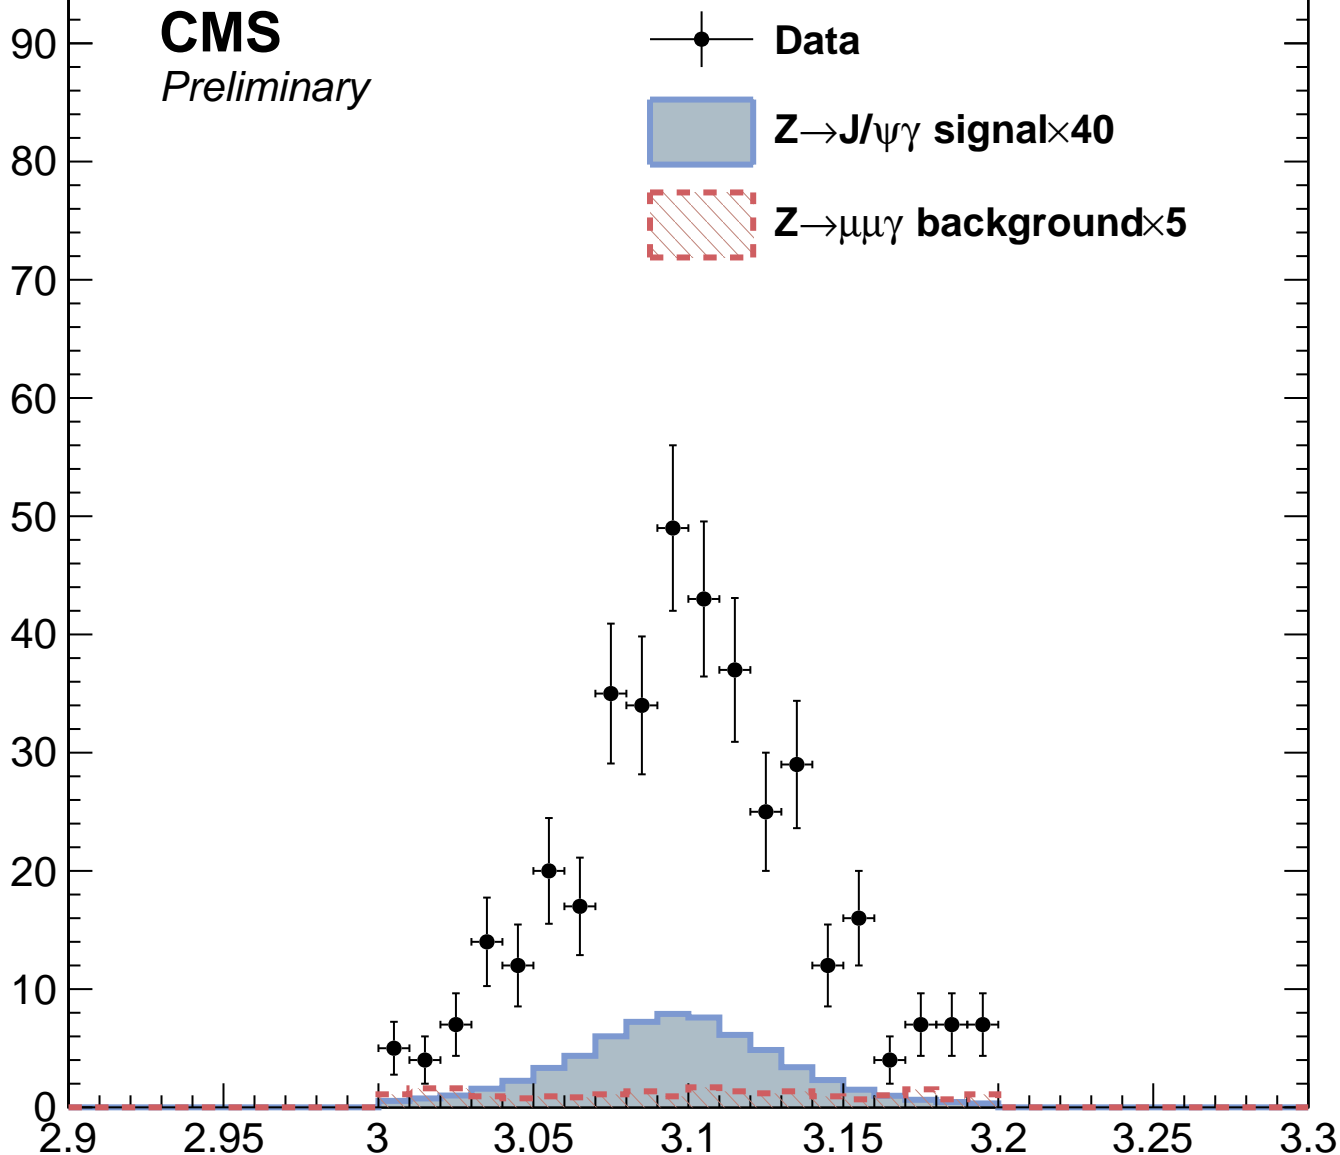 CMS
Preliminary
Data
Z→J/ψγ signal×40
Z→μμγ background×5
90
80
70
60
50
40
30
20
10
0
2.9 2.95 3 3.05 3.1 3.15 3.2 3.25 3.3